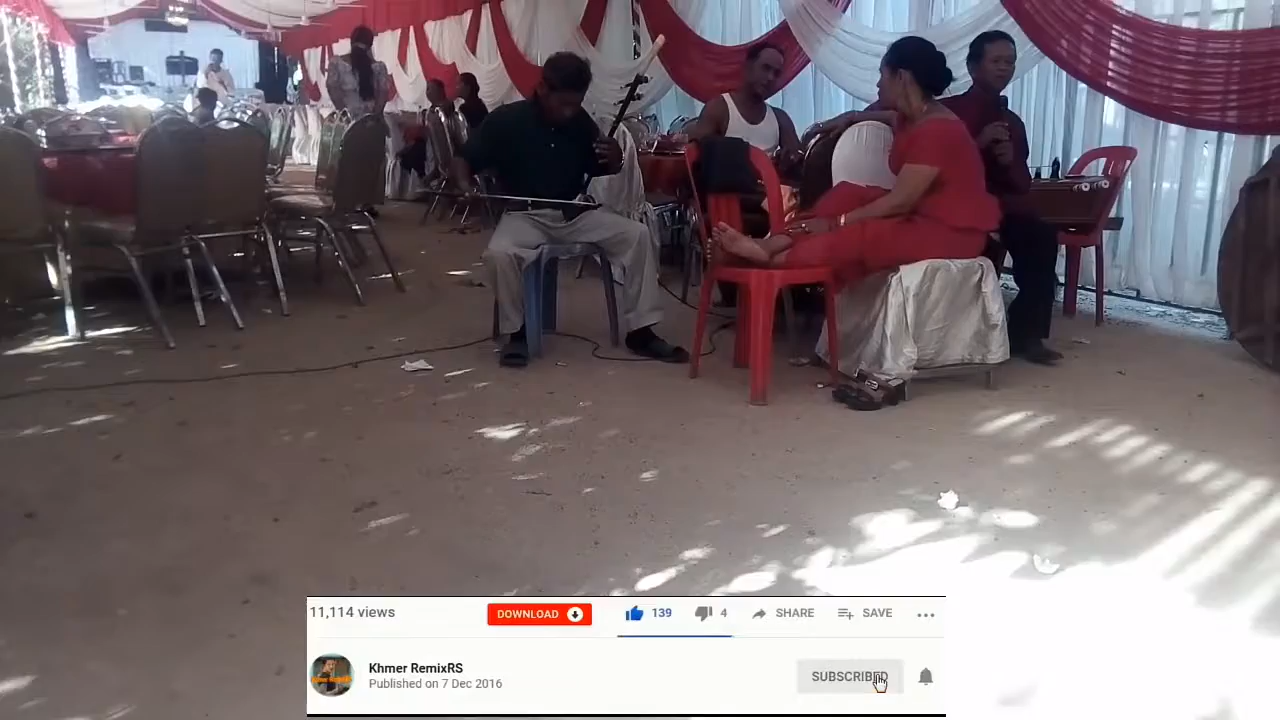 11,114 views
DOWNLOAD
139
4
SHARE
SAVE
Khmer RemixRS
Published on 7 Dec 2016
SUBSCRIBED